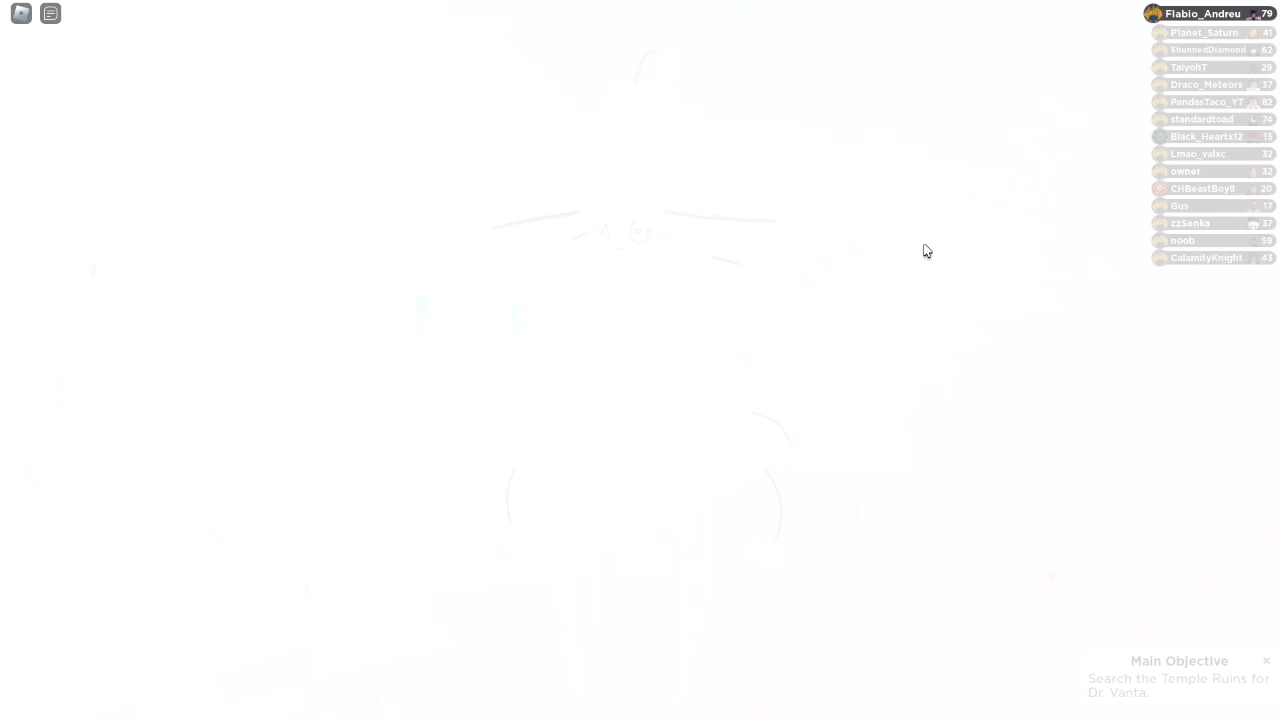 Flabio_Andreu 79
Planet_Saturn 41
ShunnedDiamond 62
TaiyohT 29
Draco_Meteors 37
PandasTaco_YT 82
standardtoad 74
Black_Heartx12 15
Lmao_valxc 32
owner 32
CHBeastBoy8 20
Gus 17
zzSenka 37
noob 59
CalamityKnight 43
Main Objective ×
Search the Temple Ruins for
Dr. Vanta.